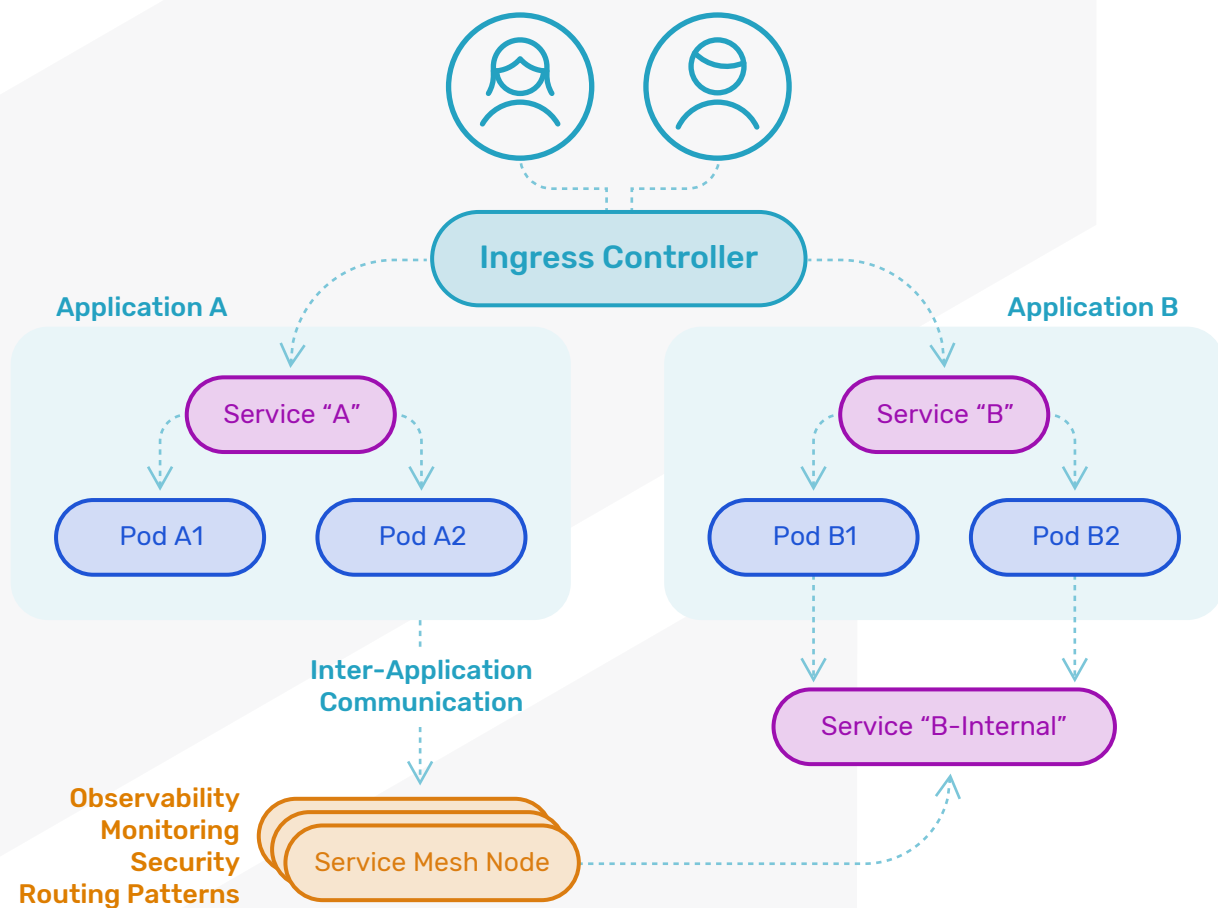 Ingress Controller
Application A
Application B
Service “A”
Service “B”
Pod A1
Pod A2
Pod B1
Pod B2
Inter-Application
Communication
Service “B-Internal”
Observability
Monitoring
Security
Routing Patterns
Service Mesh Node